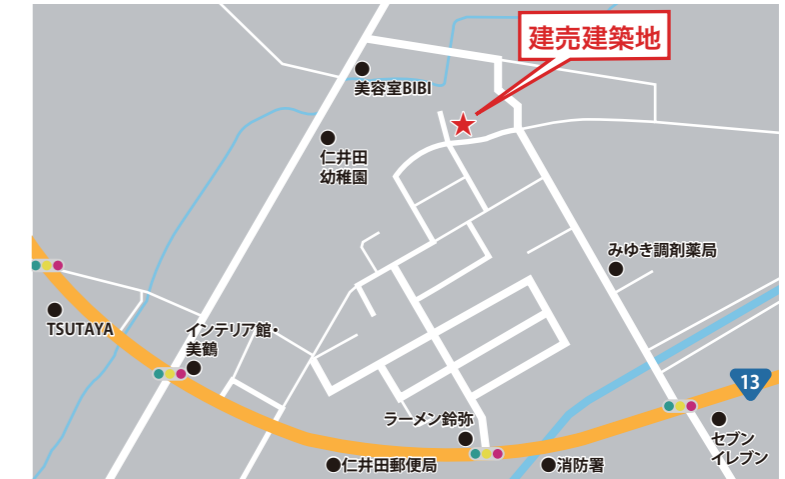 建売建築地
美容室BIBI
仁井田
幼稚園
みゆき調剤薬局
TSUTAYA
インテリア館・
美鶴
13
ラーメン鈴弥
セブン
イレブン
仁井田郵便局
消防署